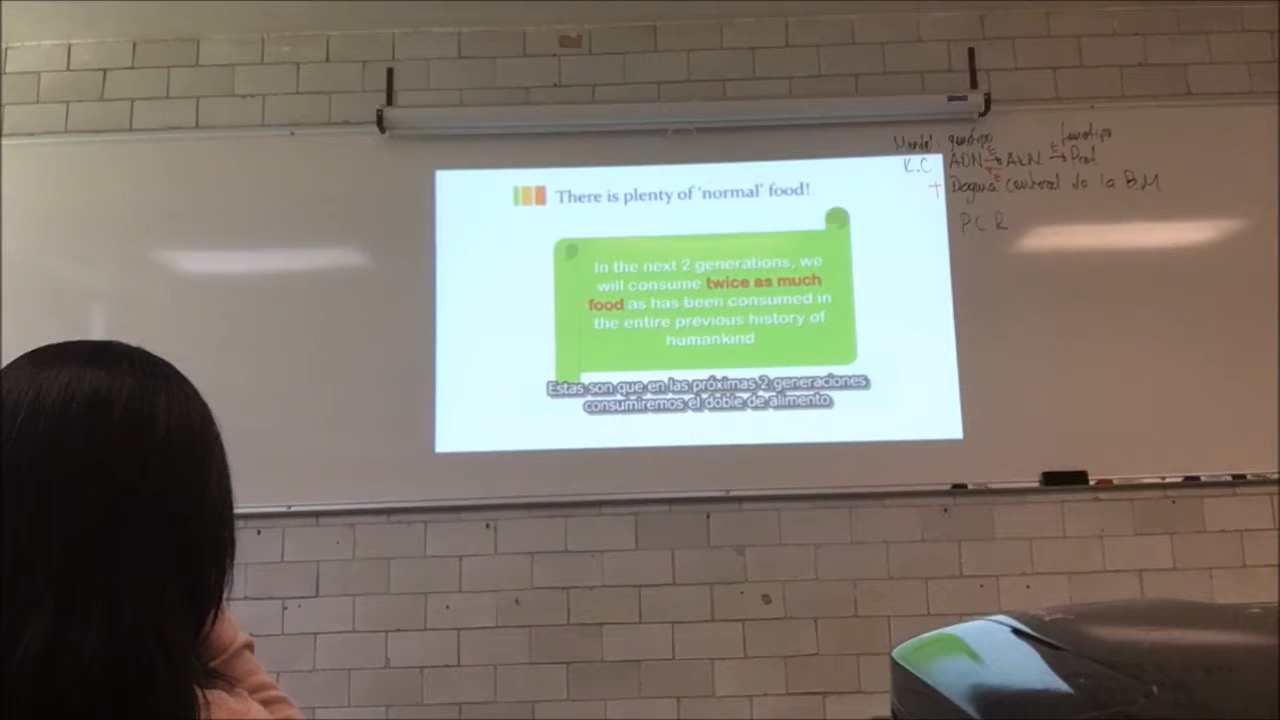 There is plenty of 'normal' food!
In the next 2 generations, we
will consume twice as much
food as has been consumed in
the entire previous history of
humankind
Estas son que en las próximas 2 generaciones
consumiremos el doble de alimento
Mendel genotipo fenotipo
K.C ADN ARN Prot
Dogma central de la BM
PCR